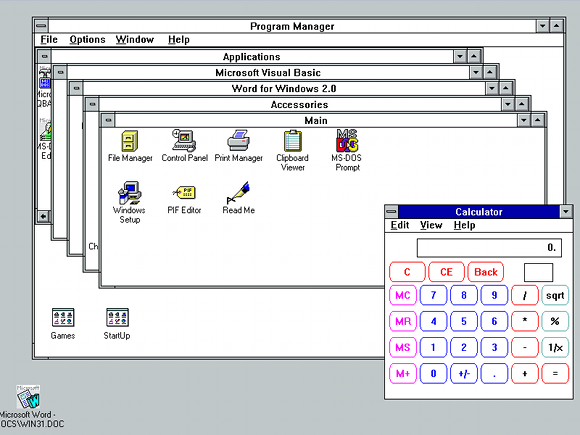 Program Manager
File Options Window Help
Applications
Microsoft Visual Basic
Word for Windows 2.0
Accessories
Main
File Manager
Control Panel
Print Manager
Clipboard
Viewer
MS-DOS
Prompt
Windows
Setup
PIF Editor
Read Me
Micro
QBA
MS-D
Ed
Ch
Games
StartUp
Calculator
Edit View Help
0.
C CE Back
MC 7 8 9 / sqrt
MR 4 5 6 * %
MS 1 2 3 - 1/x
M+ 0 +/- . + =
Microsoft Word -
OCS\WIN31.DOC